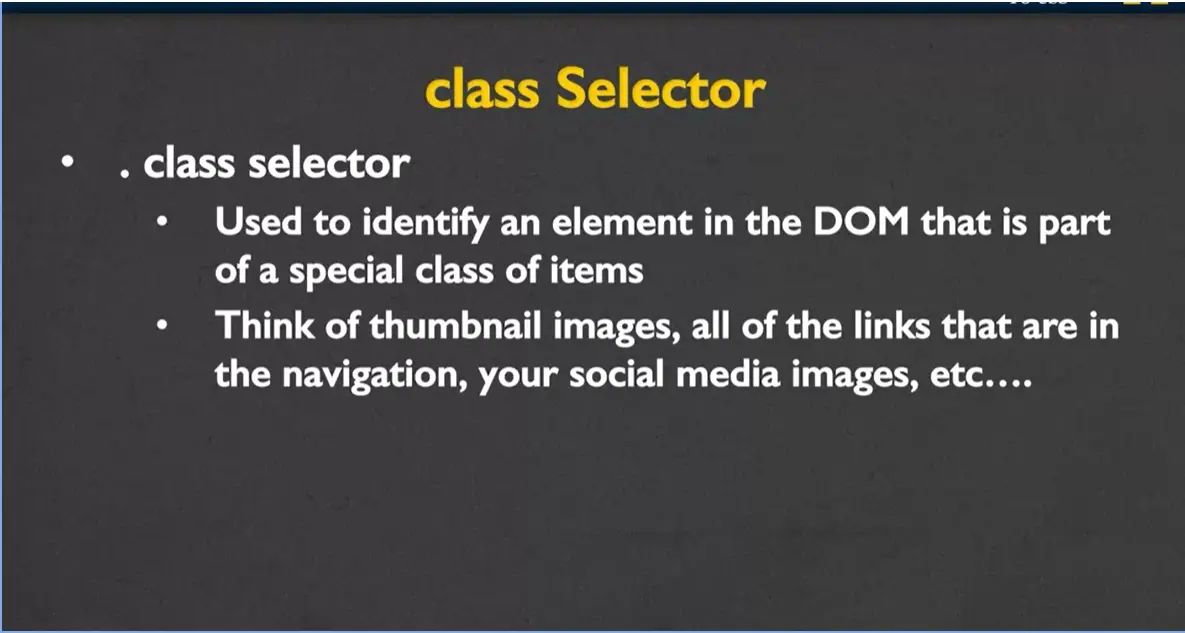 class Selector
• . class selector
• Used to identify an element in the DOM that is part
of a special class of items
• Think of thumbnail images, all of the links that are in
the navigation, your social media images, etc....